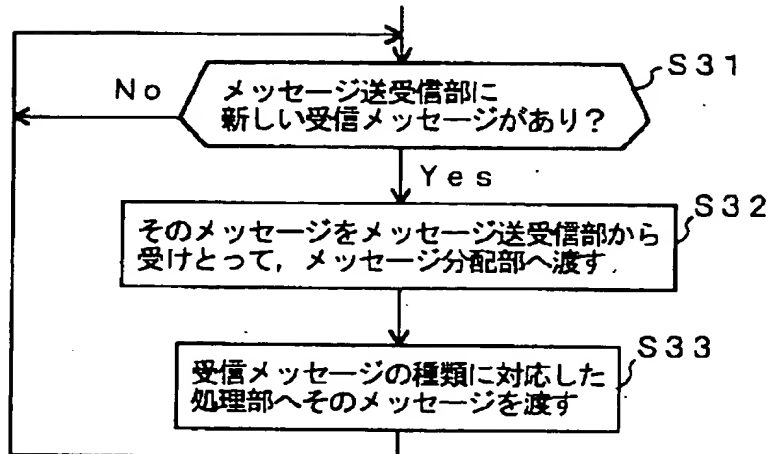 S31
メッセージ送受信部に
新しい受信メッセージがあり？
No
Yes
S32
そのメッセージをメッセージ送受信部から
受けとって，メッセージ分配部へ渡す
S33
受信メッセージの種類に対応した
処理部へそのメッセージを渡す